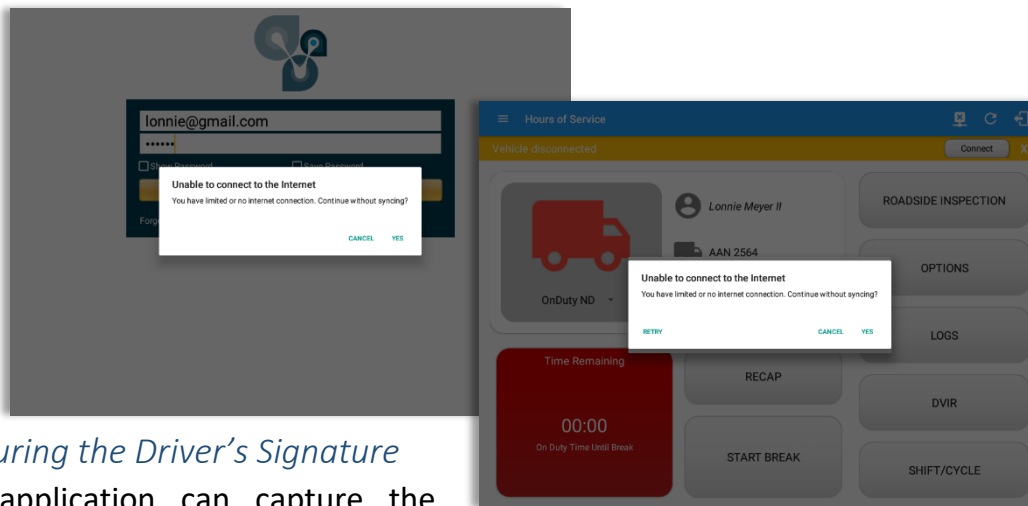 lonnie@gmail.com
••••••
Show Password Save Password
Unable to connect to the Internet
You have limited or no internet connection. Continue without syncing?
CANCEL YES
Hours of Service
Vehicle disconnected
Connect X
Lonnie Meyer II
AAN 2564
OnDuty ND
ROADSIDE INSPECTION
OPTIONS
LOGS
DVIR
SHIFT/CYCLE
Unable to connect to the Internet
You have limited or no internet connection. Continue without syncing?
RETRY CANCEL YES
Time Remaining
00:00
On Duty Time Until Break
RECAP
START BREAK
uring the Driver’s Signature
application can capture the